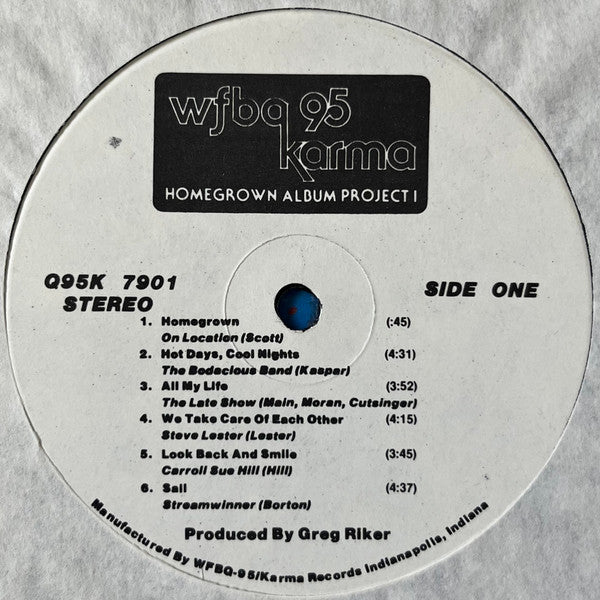 wfbq 95
karma
HOMEGROWN ALBUM PROJECT I
Q95K 7901
STEREO
SIDE ONE
1. Homegrown (:45)
On Location (Scott)
2. Hot Days, Cool Nights (4:31)
The Bodacious Band (Kaspar)
3. All My Life (3:52)
The Late Show (Main, Moran, Cutsinger)
4. We Take Care Of Each Other (4:15)
Steve Lester (Lester)
5. Look Back And Smile (3:45)
Carroll Sue Hill (Hill)
6. Sail (4:37)
Streamwinner (Borton)
Produced By Greg Riker
Manufactured By WFBQ-95/Karma Records Indianapolis, Indiana